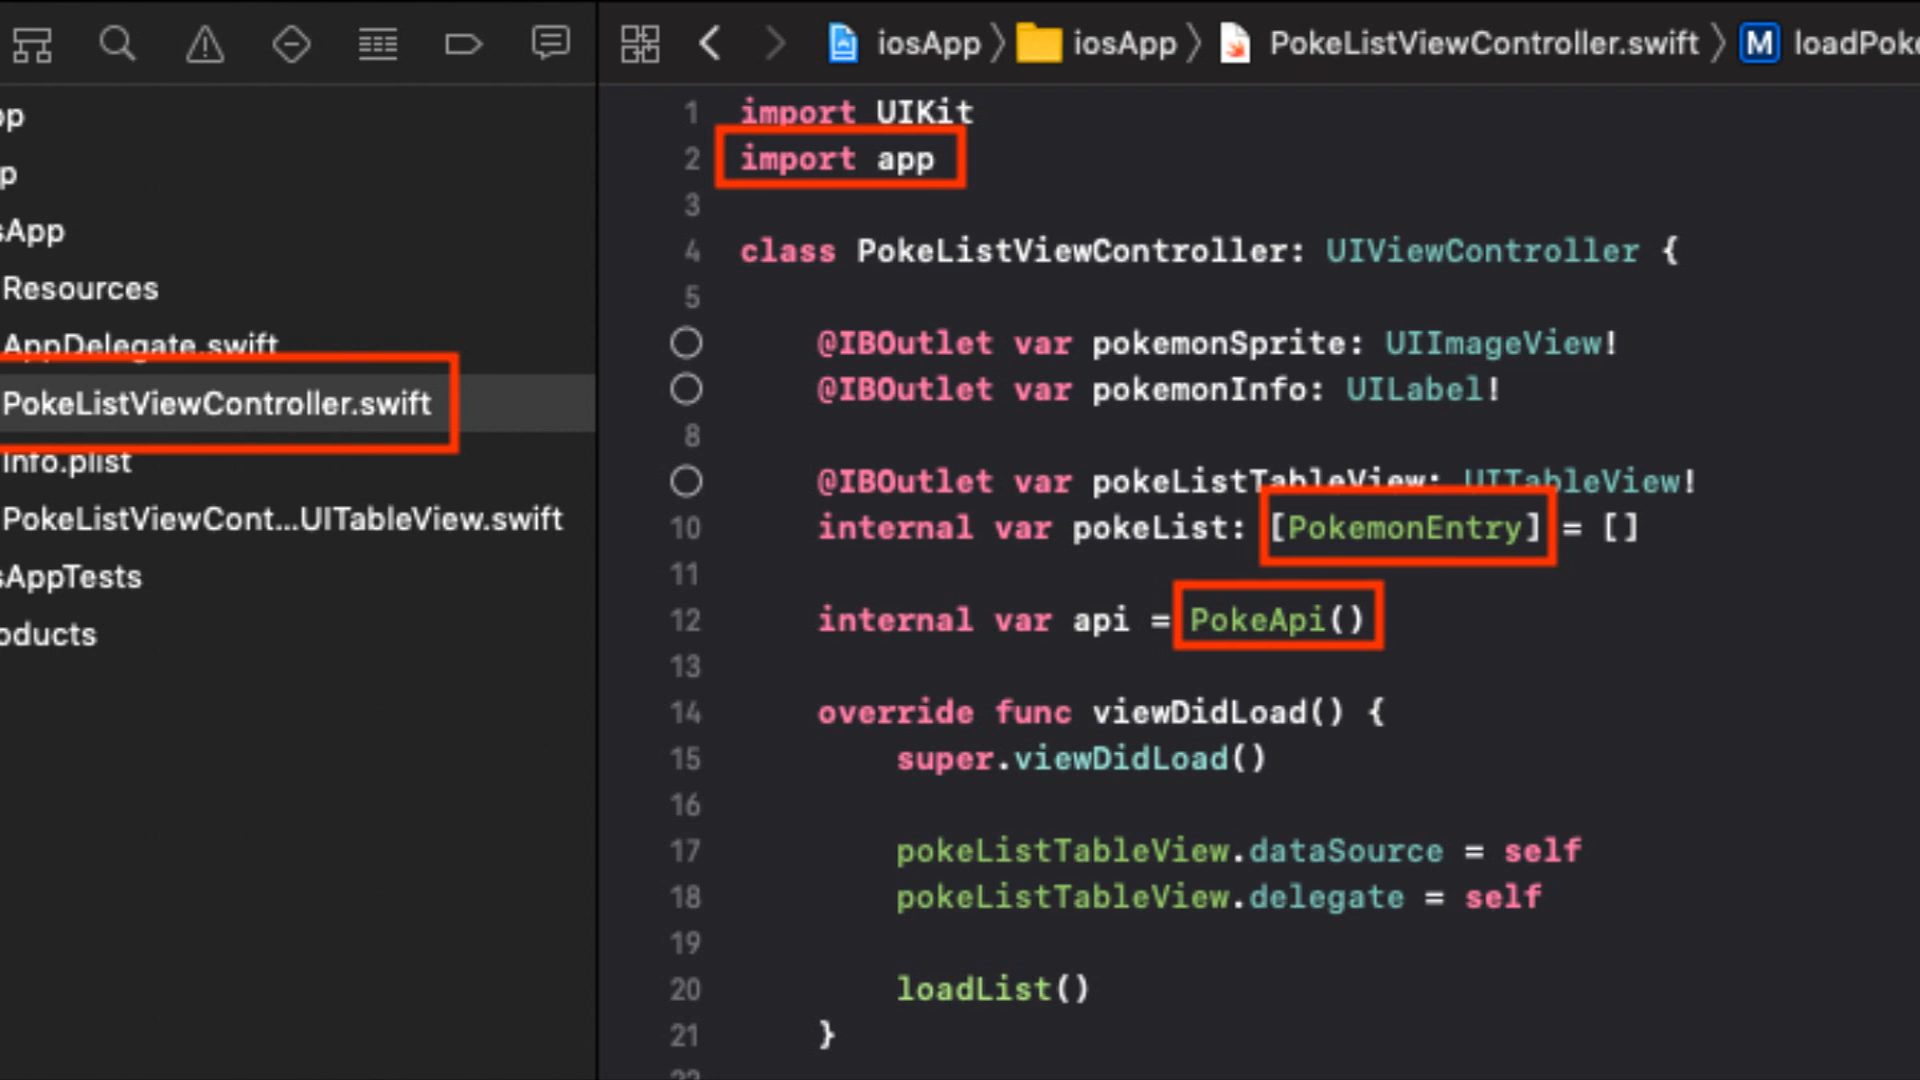 iosApp 〉 iosApp 〉 PokeListViewController.swift 〉 M loadPoke
pp
p
sApp
Resources
AppDelegate.swift
PokeListViewController.swift
Info.plist
PokeListViewCont...UITableView.swift
sAppTests
oducts
1 import UIKit
2 import app
3
4 class PokeListViewController: UIViewController {
5
@IBOutlet var pokemonSprite: UIImageView!
@IBOutlet var pokemonInfo: UILabel!
8
@IBOutlet var pokeListTableView: UITableView!
10 internal var pokeList: [PokemonEntry] = []
11
12 internal var api = PokeApi()
13
14 override func viewDidLoad() {
15 super.viewDidLoad()
16
17 pokeListTableView.dataSource = self
18 pokeListTableView.delegate = self
19
20 loadList()
21 }
22